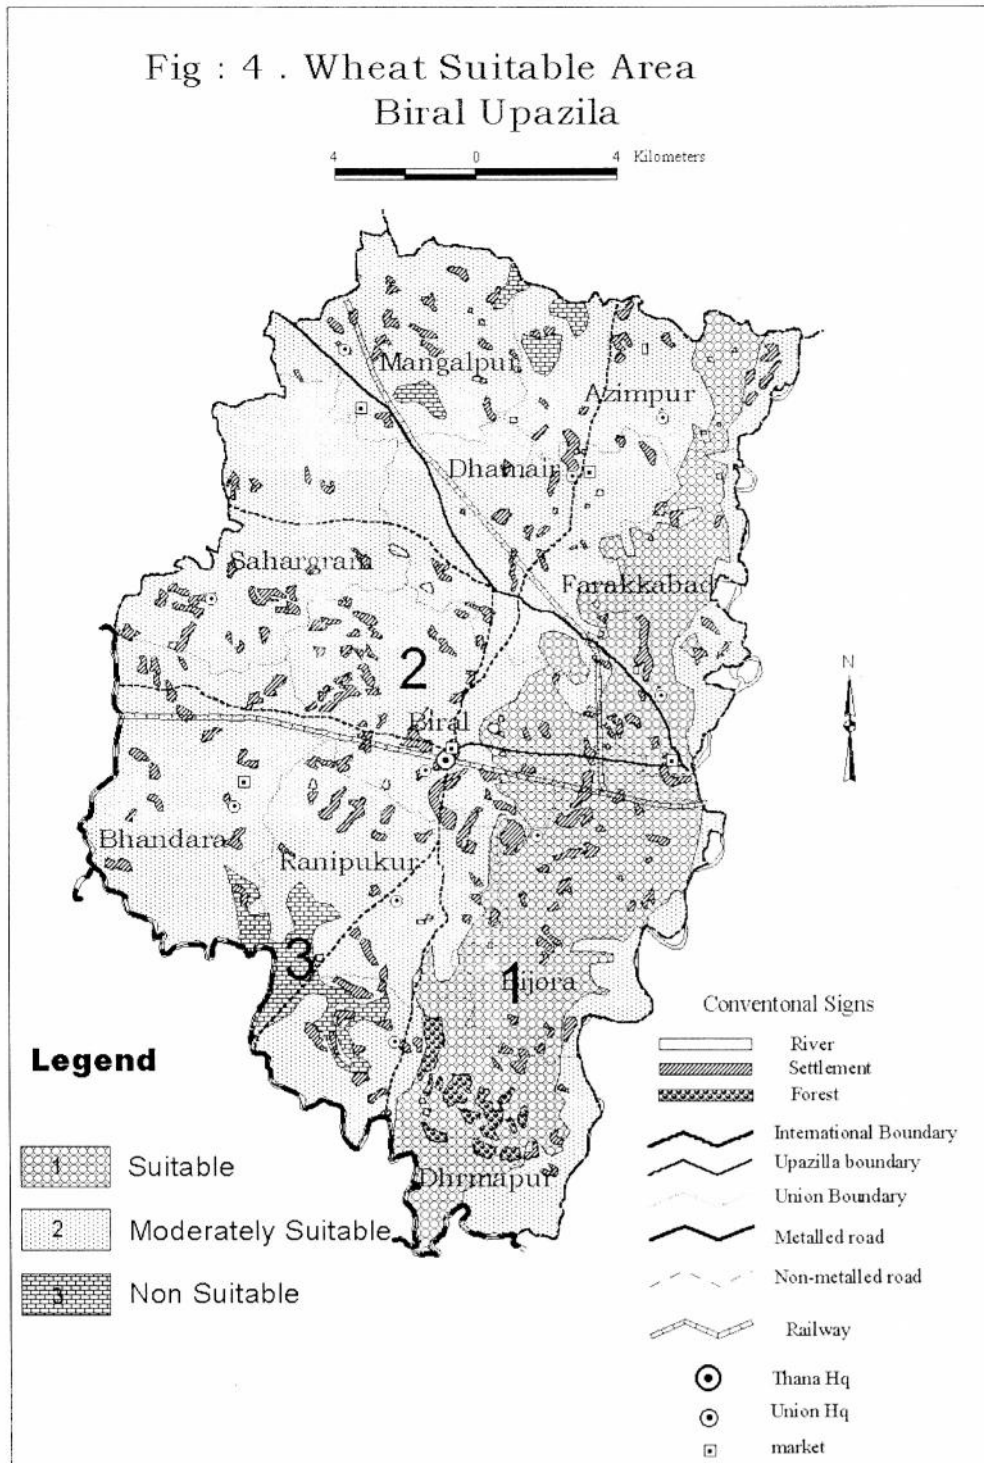 Fig : 4 . Wheat Suitable Area
Biral Upazila
4 0 4 Kilometers
Mangalpur
Azimpur
Dhamair
Sahargram
Farakkabad
2
Biral
N
Bhandara
Ranipukur
3
1
Bijora
Dhrmapur
Legend
1 Suitable
2 Moderately Suitable
3 Non Suitable
Conventonal Signs
River
Settlement
Forest
International Boundary
Upazilla boundary
Union Boundary
Metalled road
Non-metalled road
Railway
Thana Hq
Union Hq
market